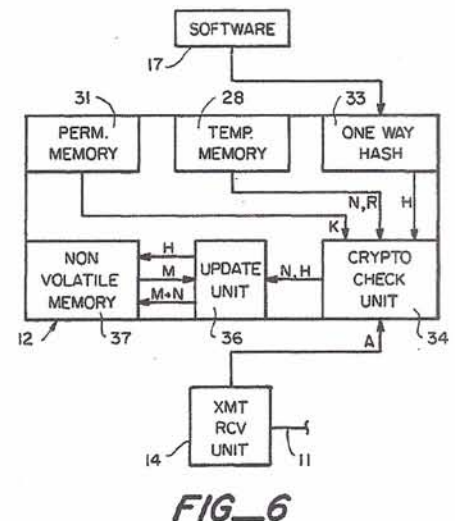 SOFTWARE
17
31
28
33
PERM.
MEMORY
TEMP.
MEMORY
ONE WAY
HASH
N,R
H
K
NON
VOLATILE
MEMORY
H
M
M+N
UPDATE
UNIT
N,H
CRYPTO
CHECK
UNIT
12
37
36
A
34
XMT
RCV
UNIT
14
11
FIG_6